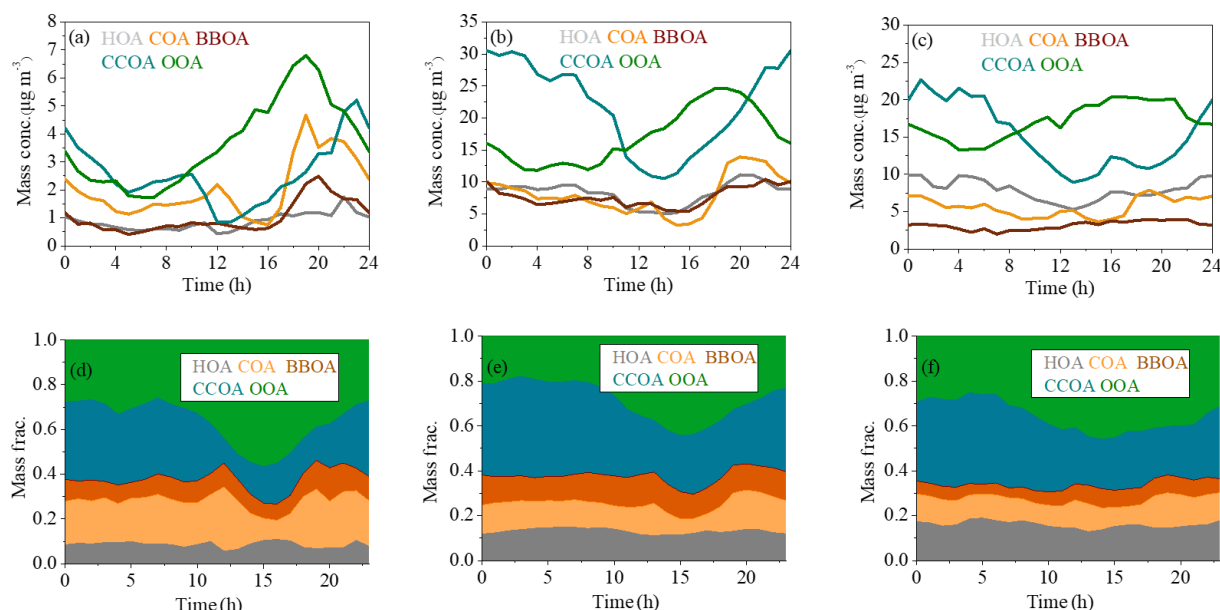 (a) HOA COA BBOA
CCOA OOA
Mass conc.(μg m⁻³)
8
7
6
5
4
3
2
1
0
0 4 8 12 16 20 24
Time (h)
(b) HOA COA BBOA
CCOA OOA
Mass conc.(μg m⁻³)
35
30
25
20
15
10
5
0
0 4 8 12 16 20 24
Time (h)
(c) HOA COA BBOA
CCOA OOA
Mass conc.(μg m⁻³)
30
25
20
15
10
5
0
0 4 8 12 16 20 24
Time (h)
(d) HOA COA BBOA
CCOA OOA
Mass frac.
1.0
0.8
0.6
0.4
0.2
0.0
0 5 10 15 20
Time (h)
(e) HOA COA BBOA
CCOA OOA
Mass frac.
1.0
0.8
0.6
0.4
0.2
0.0
0 5 10 15 20
Time (h)
(f) HOA COA BBOA
CCOA OOA
Mass frac.
1.0
0.8
0.6
0.4
0.2
0.0
0 5 10 15 20
Time (h)